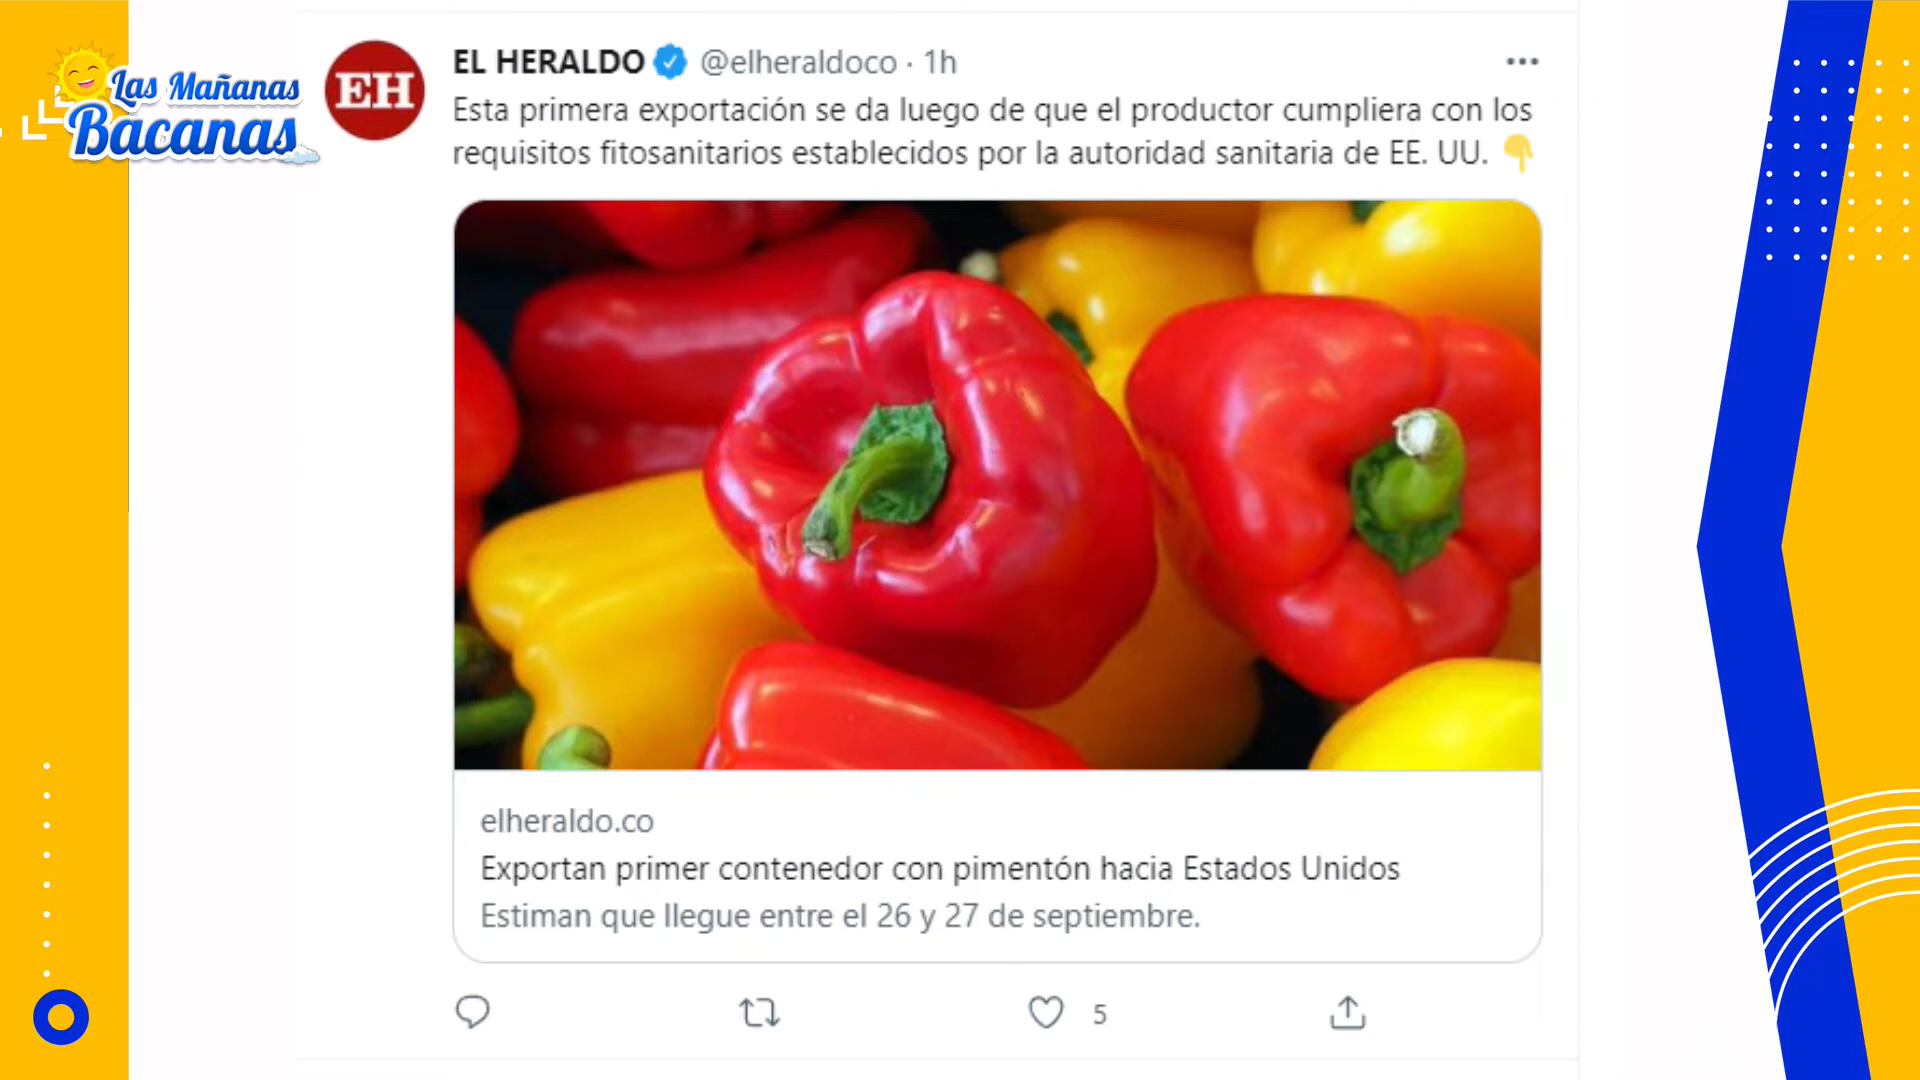 Las Mañanas
Bacanas
EH
EL HERALDO @elheraldoco · 1h
Esta primera exportación se da luego de que el productor cumpliera con los
requisitos fitosanitarios establecidos por la autoridad sanitaria de EE. UU. 👇
elheraldo.co
Exportan primer contenedor con pimentón hacia Estados Unidos
Estiman que llegue entre el 26 y 27 de septiembre.
5